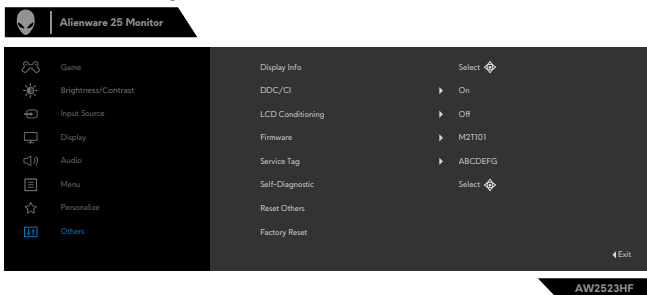 Alienware 25 Monitor
Game Display Info Select
Brightness/Contrast DDC/CI On
Input Source LCD Conditioning Off
Display Firmware M2T101
Audio Service Tag ABCDEFG
Menu Self-Diagnostic Select
Personalize Reset Others
Others Factory Reset
Exit
AW2523HF